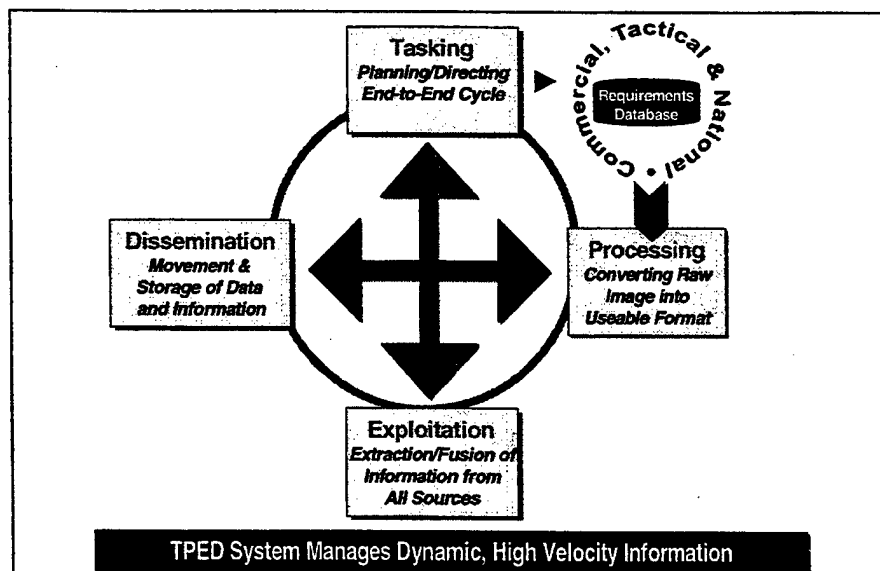 Tasking
Planning/Directing
End-to-End Cycle
Commercial, Tactical & National •
Requirements
Database
Dissemination
Movement &
Storage of Data
and Information
Processing
Converting Raw
Image into
Useable Format
Exploitation
Extraction/Fusion of
Information from
All Sources
TPED System Manages Dynamic, High Velocity Information